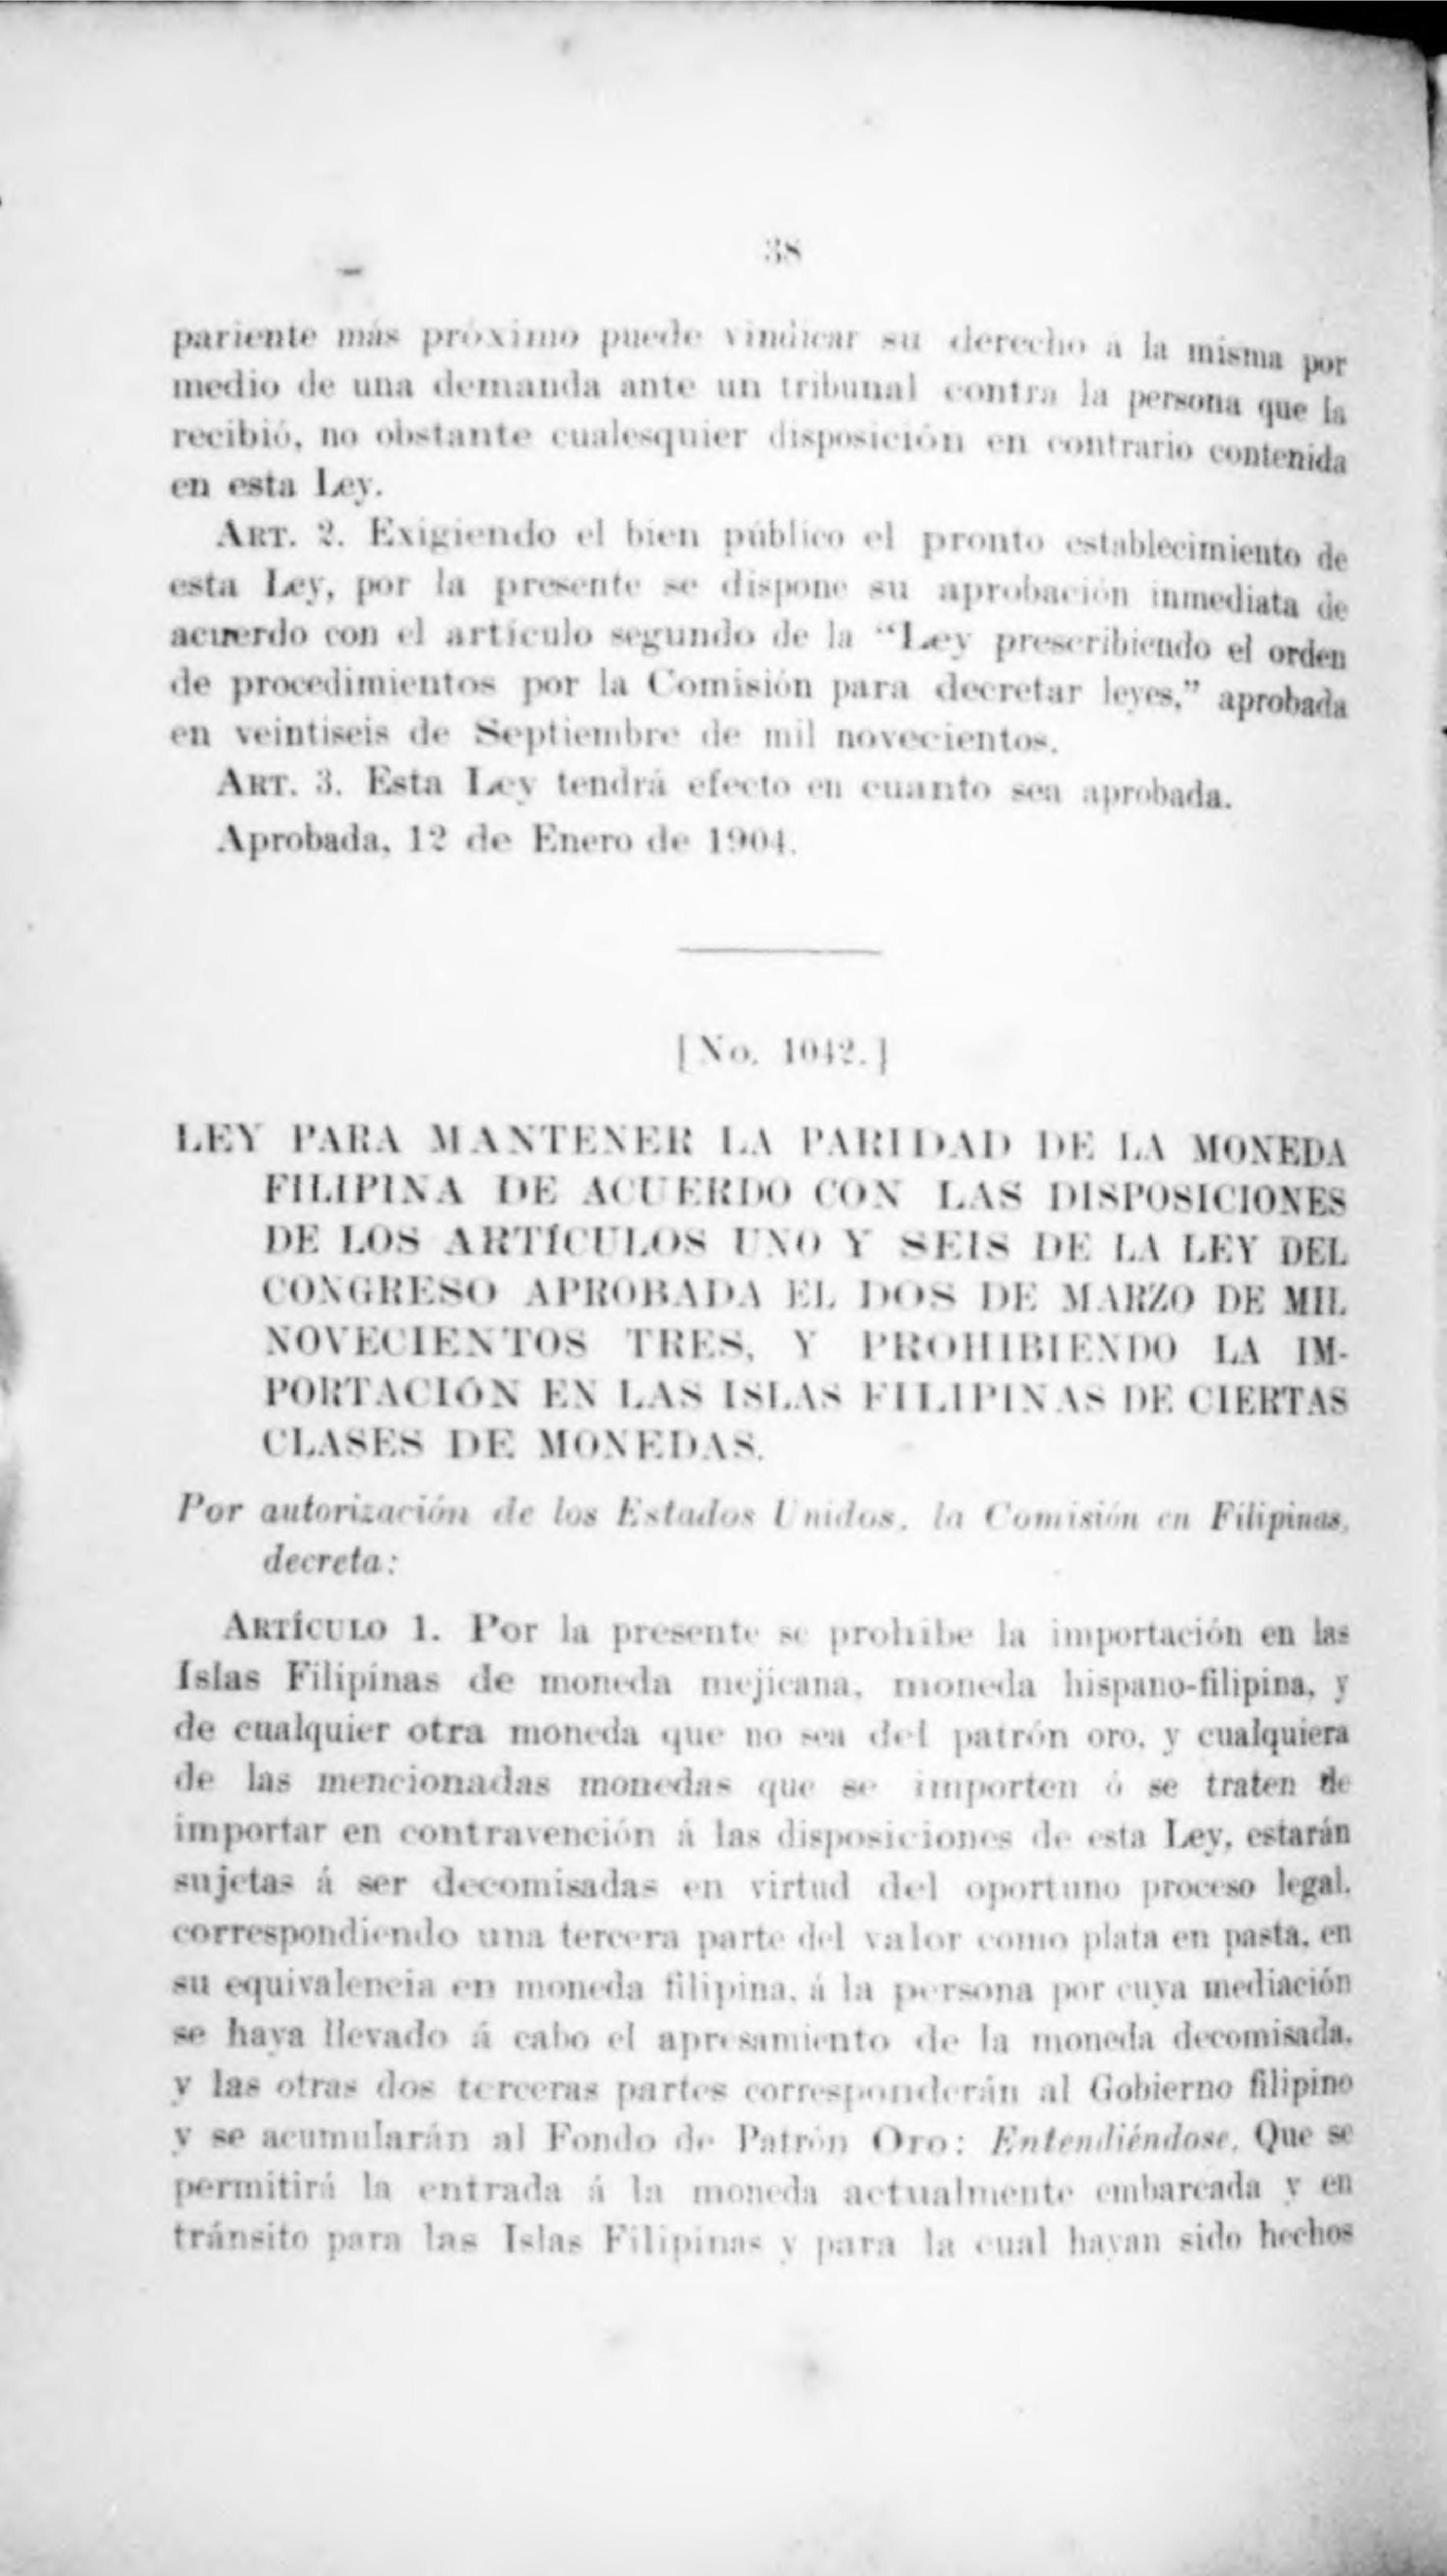 38
pariente más próximo puede vindicar su derecho á la misma por
medio de una demanda ante un tribunal contra la persona que la
recibió, no obstante cualesquier disposición en contrario contenida
en esta Ley.
ART. 2. Exigiendo el bien público el pronto establecimiento de
esta Ley, por la presente se dispone su aprobación inmediata de
acuerdo con el artículo segundo de la “Ley prescribiendo el orden
de procedimientos por la Comisión para decretar leyes,” aprobada
en veintiseis de Septiembre de mil novecientos.
ART. 3. Esta Ley tendrá efecto en cuanto sea aprobada.
Aprobada, 12 de Enero de 1904.
[No. 1042.]
LEY PARA MANTENER LA PARIDAD DE LA MONEDA
FILIPINA DE ACUERDO CON LAS DISPOSICIONES
DE LOS ARTÍCULOS UNO Y SEIS DE LA LEY DEL
CONGRESO APROBADA EL DOS DE MARZO DE MIL
NOVECIENTOS TRES, Y PROHIBIENDO LA IM-
PORTACIÓN EN LAS ISLAS FILIPINAS DE CIERTAS
CLASES DE MONEDAS.
Por autorización de los Estados Unidos, la Comisión en Filipinas,
decreta:
ARTÍCULO 1. Por la presente se prohibe la importación en las
Islas Filipinas de moneda mejicana, moneda hispano-filipina, y
de cualquier otra moneda que no sea del patrón oro, y cualquiera
de las mencionadas monedas que se importen ó se traten de
importar en contravención á las disposiciones de esta Ley, estarán
sujetas á ser decomisadas en virtud del oportuno proceso legal,
correspondiendo una tercera parte del valor como plata en pasta, en
su equivalencia en moneda filipina, á la persona por cuya mediación
se haya llevado á cabo el apresamiento de la moneda decomisada,
y las otras dos terceras partes corresponderán al Gobierno filipino
y se acumularán al Fondo de Patrón Oro: Entendiéndose, Que se
permitirá la entrada á la moneda actualmente embarcada y en
tránsito para las Islas Filipinas y para la cual hayan sido hechos